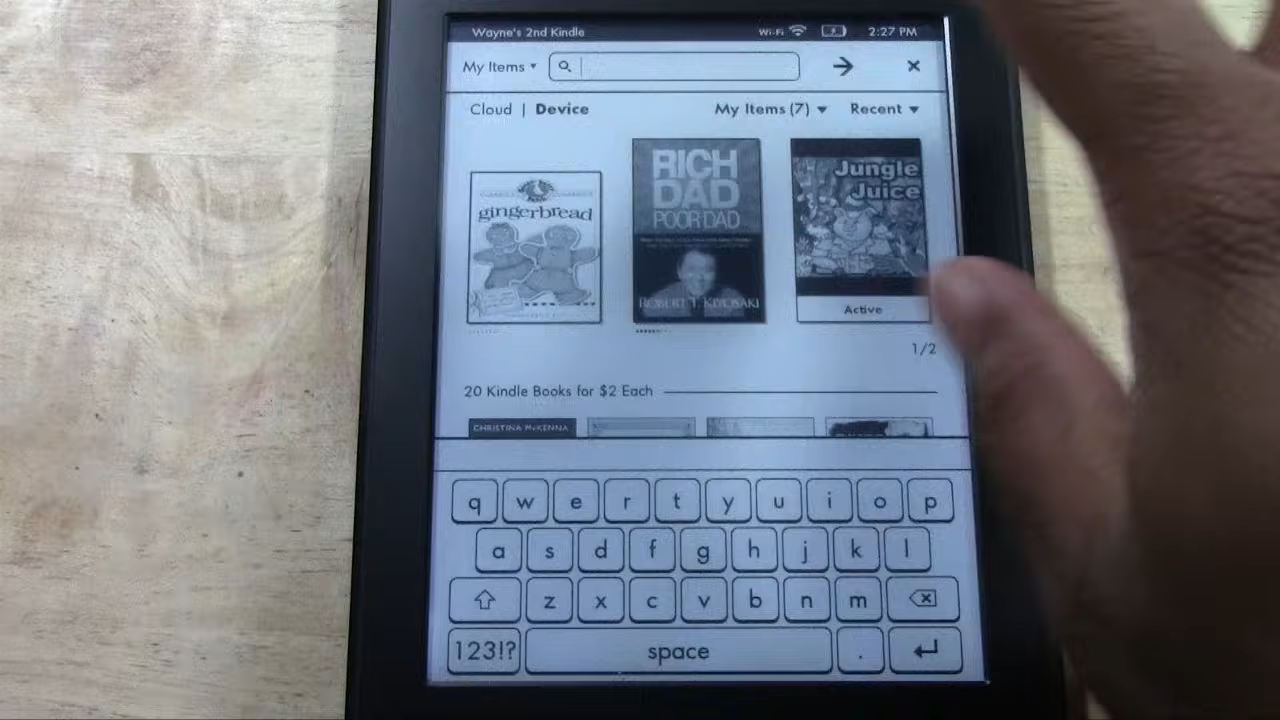 Wayne's 2nd Kindle Wi-Fi 2:27 PM
My Items
Cloud | Device My Items (7) Recent
gingerbread
RICH
DAD
POOR DAD
ROBERT T. KIYOSAKI
Jungle
Juice
Active
1/2
20 Kindle Books for $2 Each
CHRISTINA McKENNA
q w e r t y u i o p
a s d f g h j k l
z x c v b n m
123!? space .